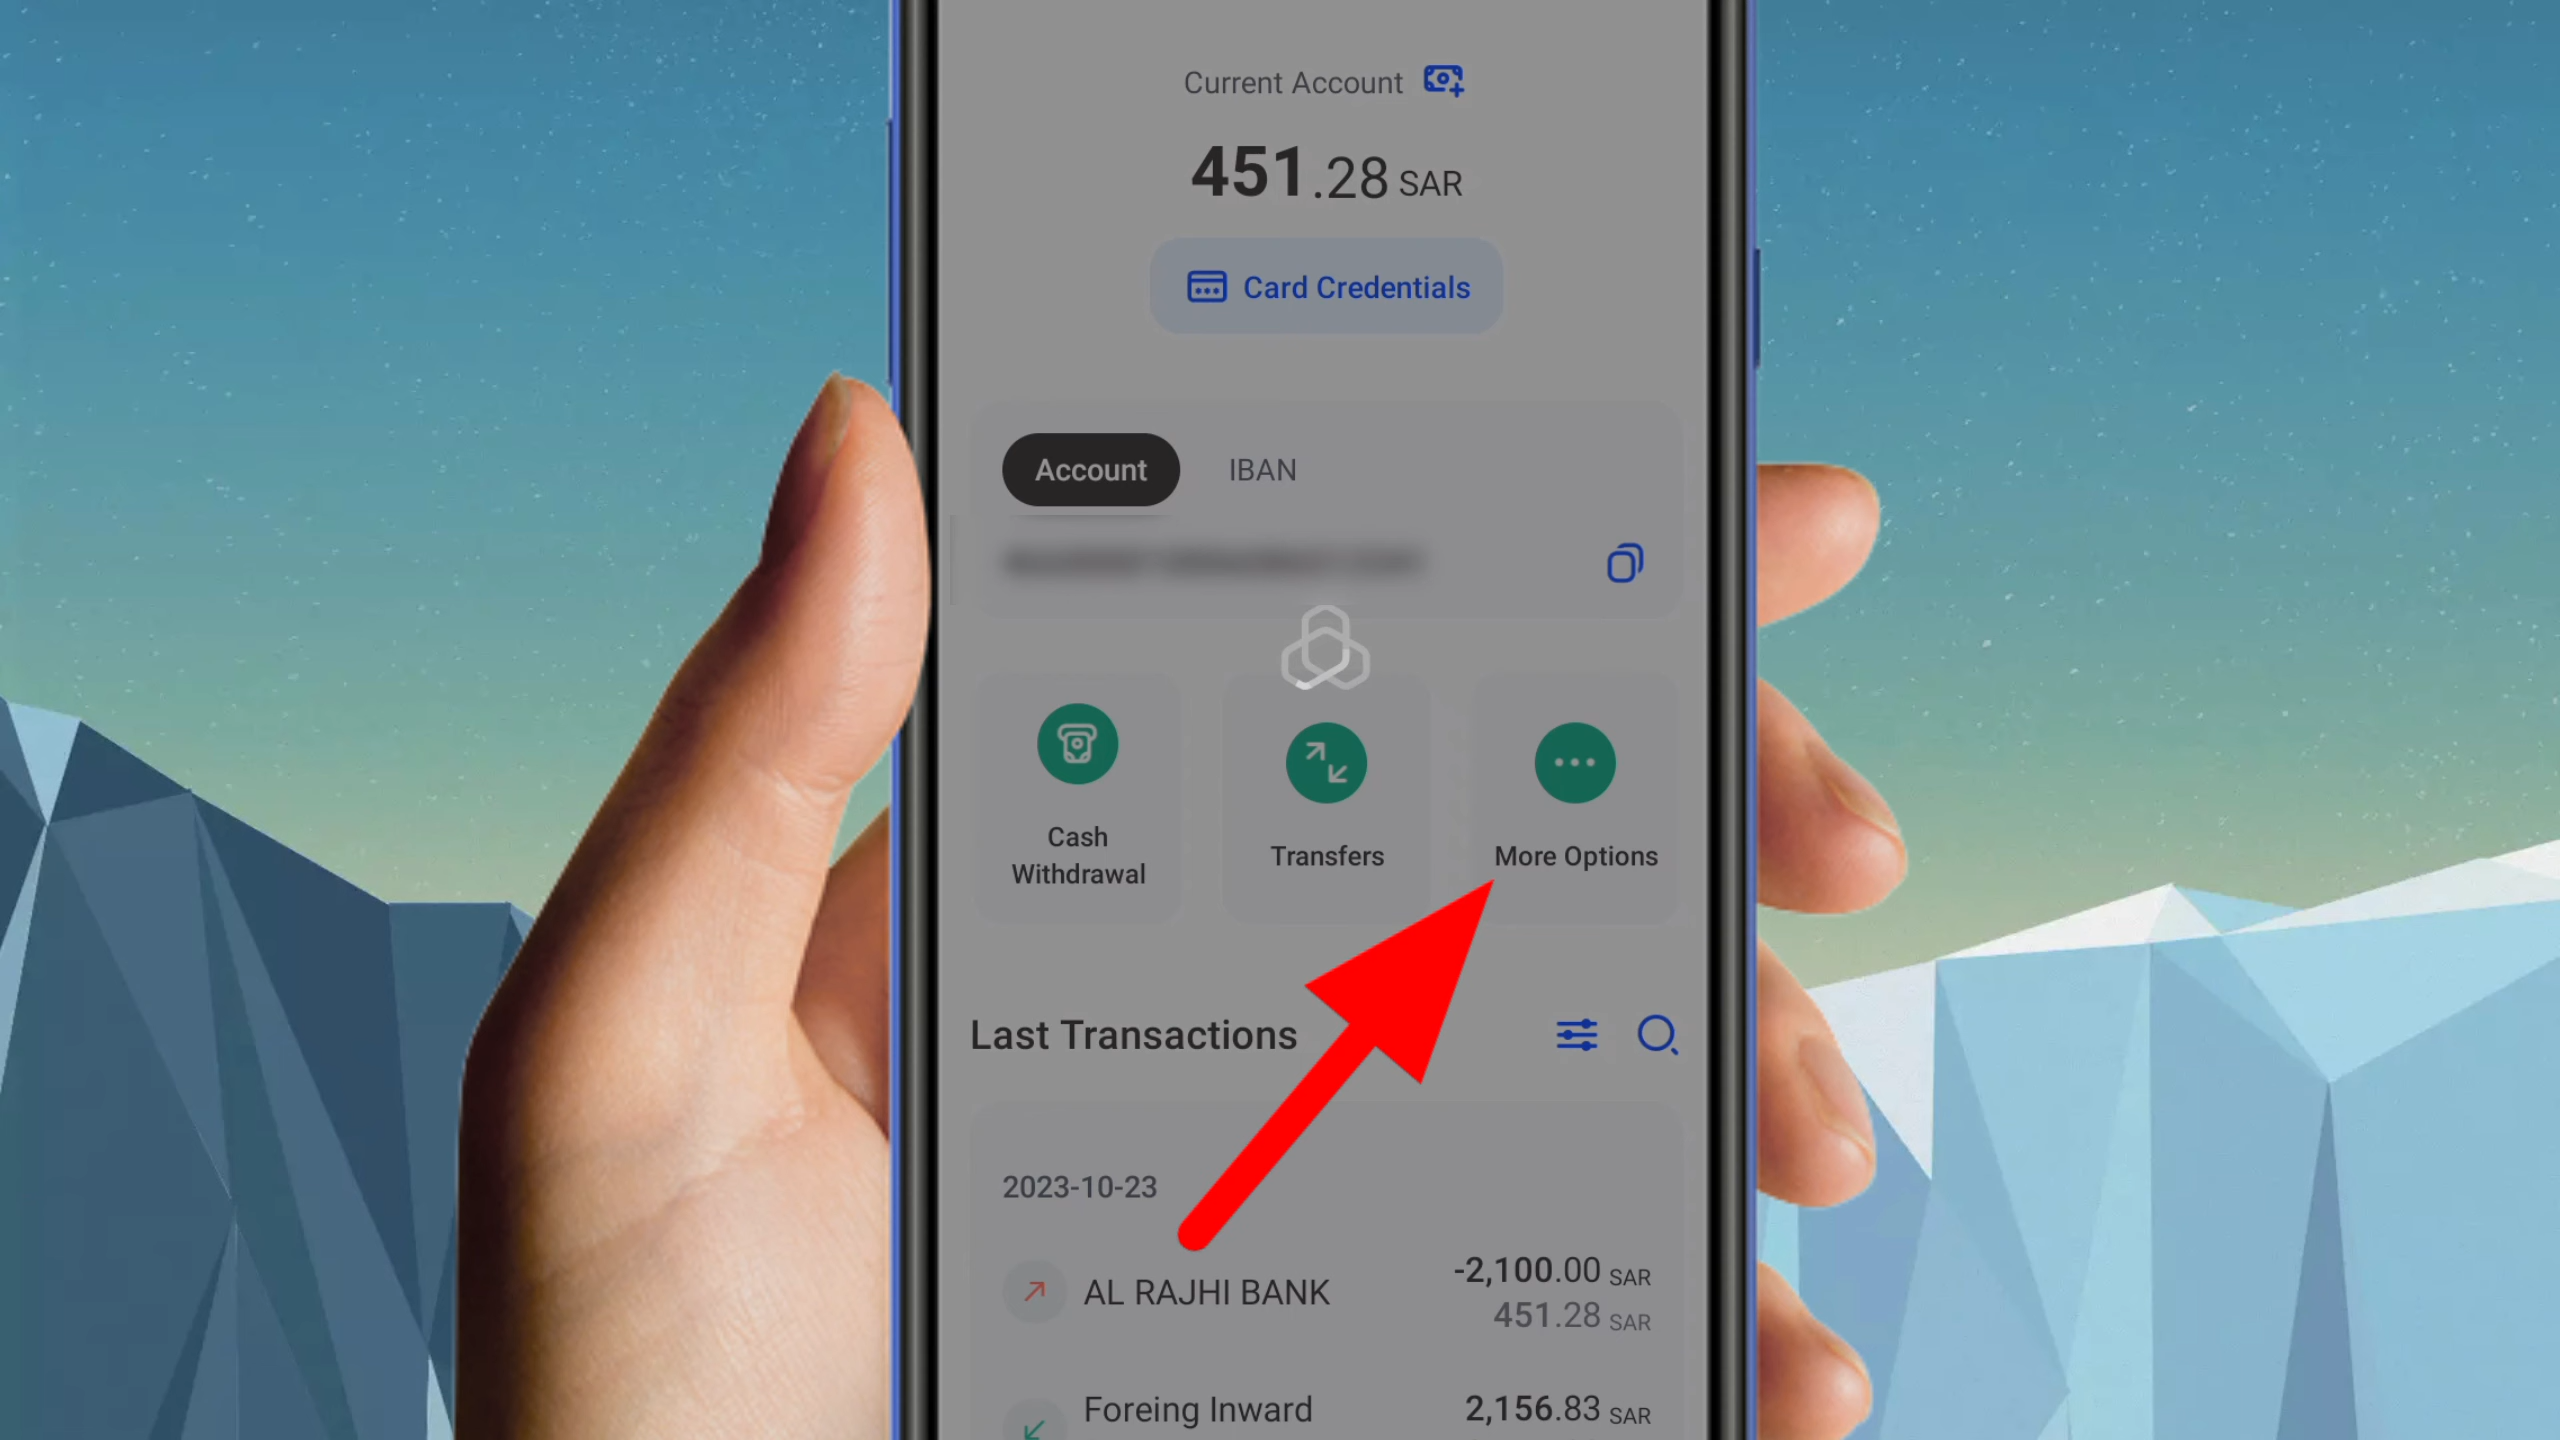 Current Account
451.28 SAR
Card Credentials
Account IBAN
Cash Withdrawal
Transfers
More Options
Last Transactions
2023-10-23
AL RAJHI BANK
-2,100.00 SAR
451.28 SAR
Foreing Inward
2,156.83 SAR